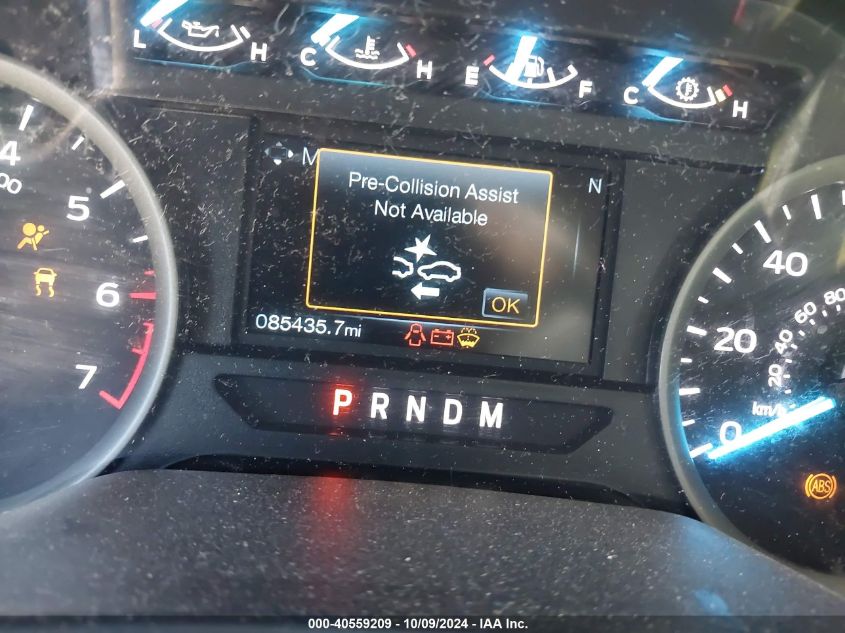 L H C H E F C H
M
N
Pre-Collision Assist
Not Available
OK
085435.7mi
4
00
5
6
7
P R N D M
40
20
0
80
60
40
20
km/h
ABS
000-40559209 - 10/09/2024 - IAA Inc.